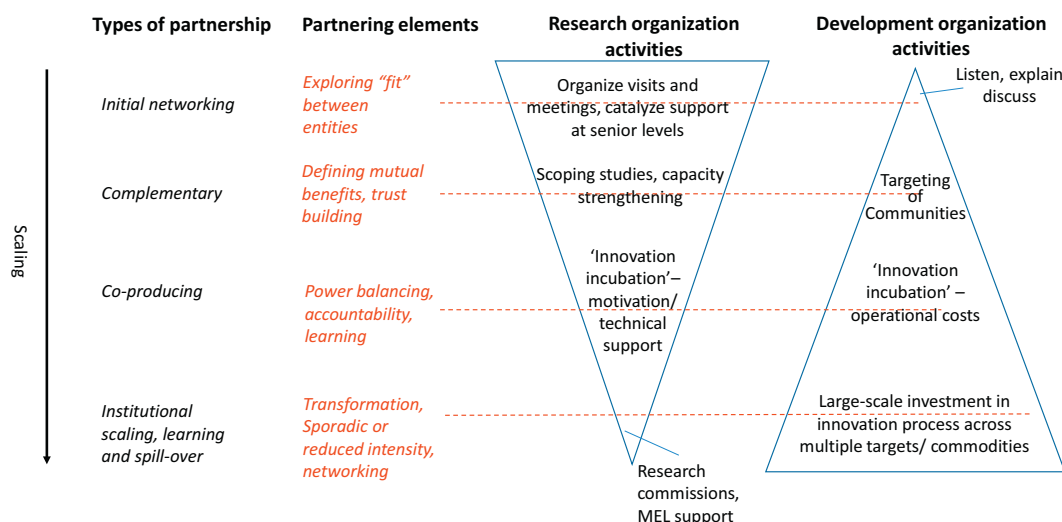 Types of partnership
Partnering elements
Research organization
activities
Development organization
activities
Scaling
Initial networking
Exploring “fit”
between
entities
Organize visits and
meetings, catalyze support
at senior levels
Listen, explain
discuss
Complementary
Defining mutual
benefits, trust
building
Scoping studies, capacity
strengthening
Targeting
of
Communities
Co-producing
Power balancing,
accountability,
learning
‘Innovation
incubation’–
motivation/
technical
support
‘Innovation
incubation’ –
operational costs
Institutional
scaling, learning
and spill-over
Transformation,
Sporadic or
reduced intensity,
networking
Research
commissions,
MEL support
Large-scale investment in
innovation process across
multiple targets/ commodities